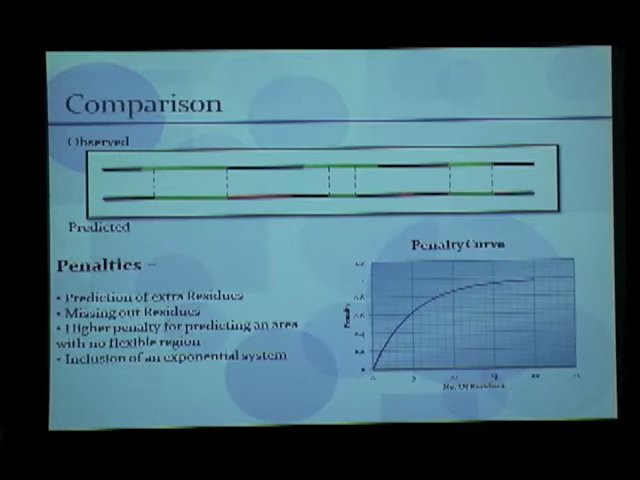 Comparison
Observed
Predicted
Penalties –
• Prediction of extra Residues
• Missing out Residues
• Higher penalty for predicting an area
with no flexible region
• Inclusion of an exponential system
Penalty Curve
No. Of Residues